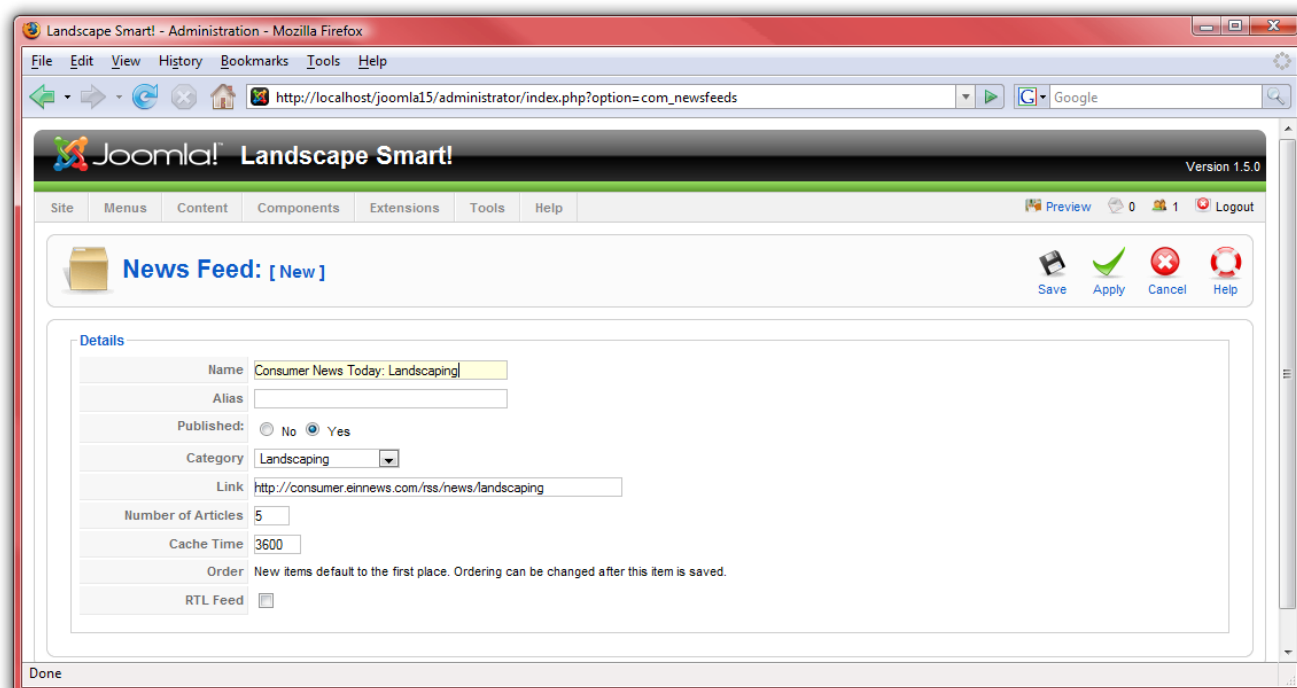 Landscape Smart! - Administration - Mozilla Firefox
File Edit View History Bookmarks Tools Help
http://localhost/joomla15/administrator/index.php?option=com_newsfeeds
G Google
Joomla!™ Landscape Smart!
Version 1.5.0
Site Menus Content Components Extensions Tools Help Preview 0 1 Logout
News Feed: [ New ]
Save Apply Cancel Help
Details
Name Consumer News Today: Landscaping
Alias
Published: No Yes
Category Landscaping
Link http://consumer.einnews.com/rss/news/landscaping
Number of Articles 5
Cache Time 3600
Order New items default to the first place. Ordering can be changed after this item is saved.
RTL Feed
Done